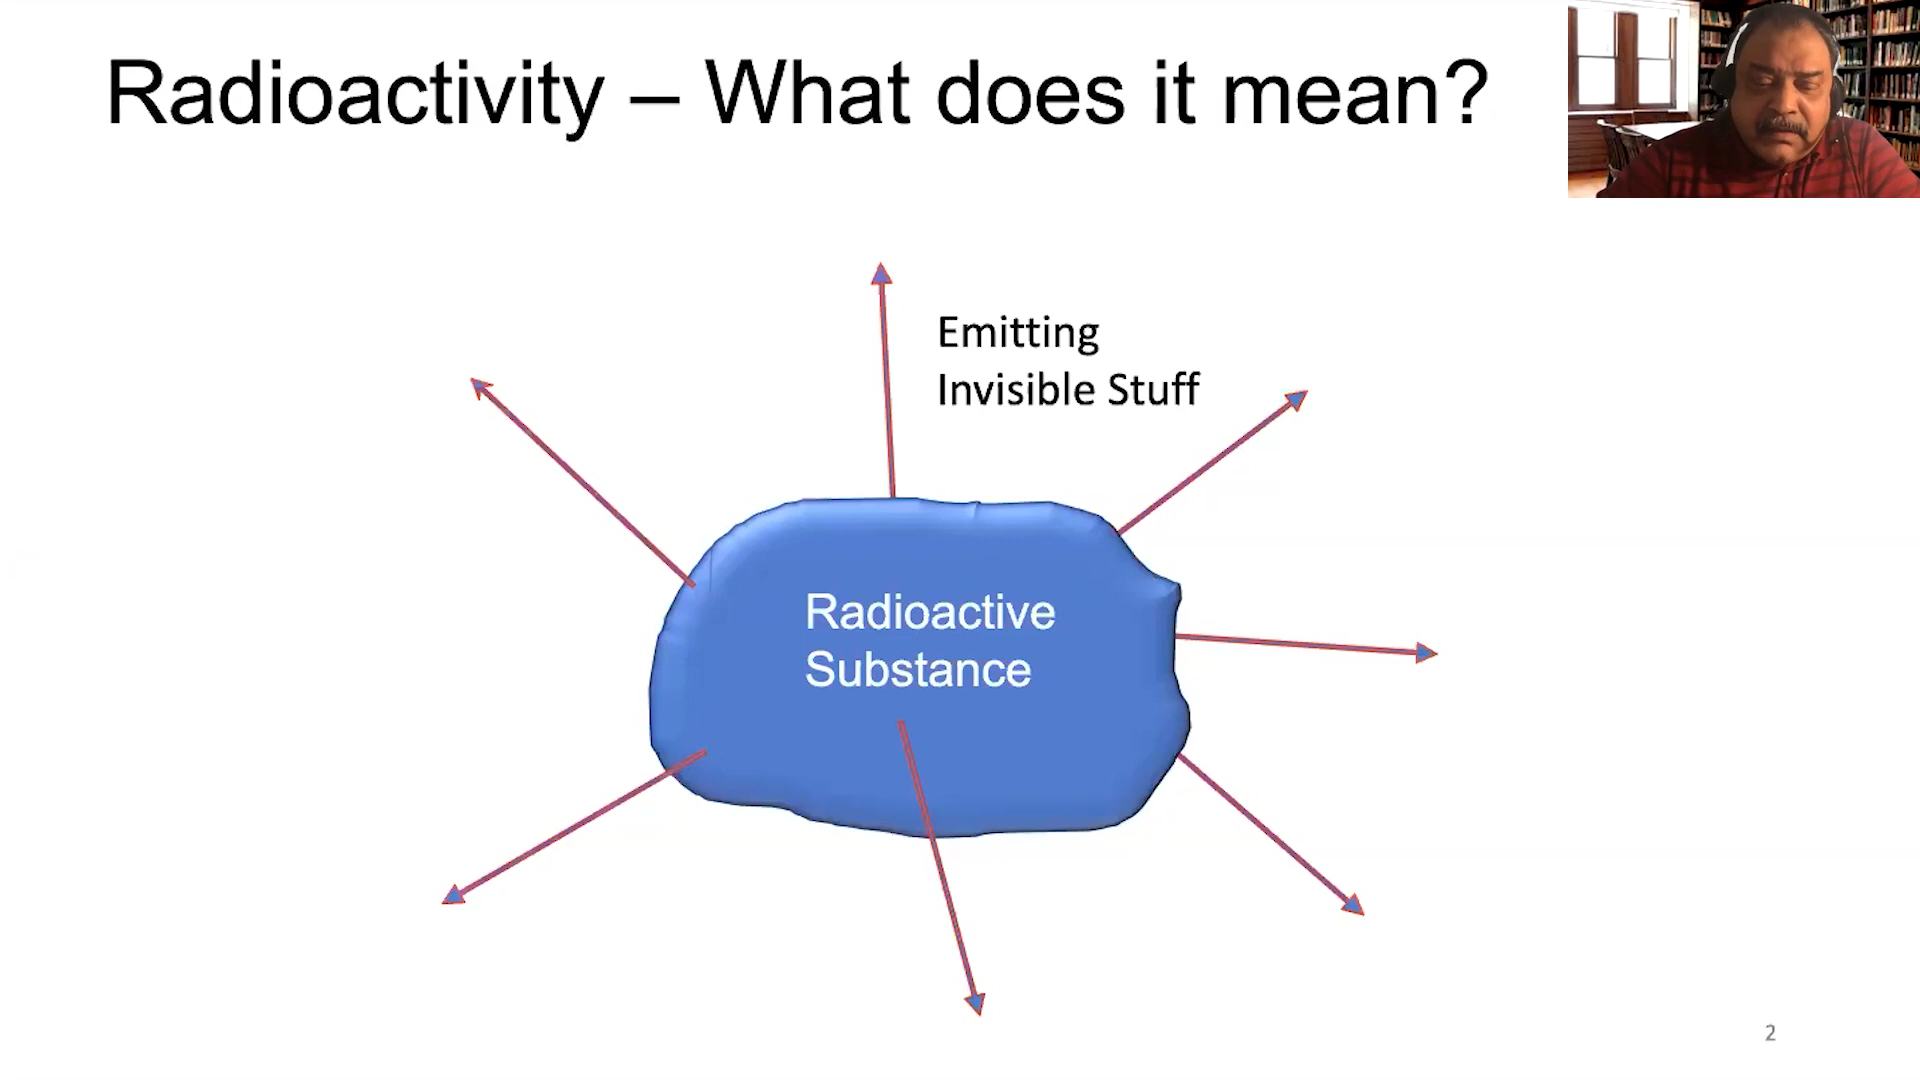 Radioactivity – What does it mean?
Emitting
Invisible Stuff
Radioactive
Substance
2